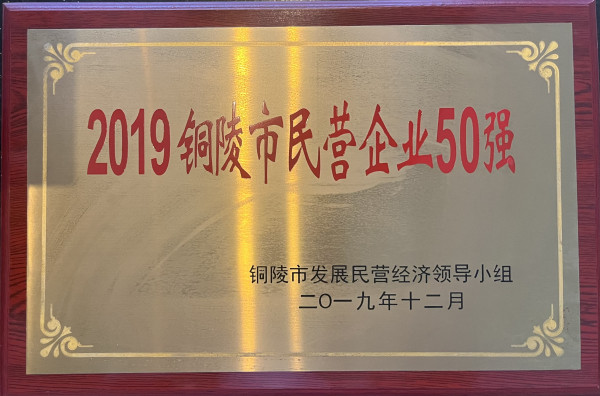 2019铜陵市民营企业50强
铜陵市发展民营经济领导小组
二〇一九年十二月